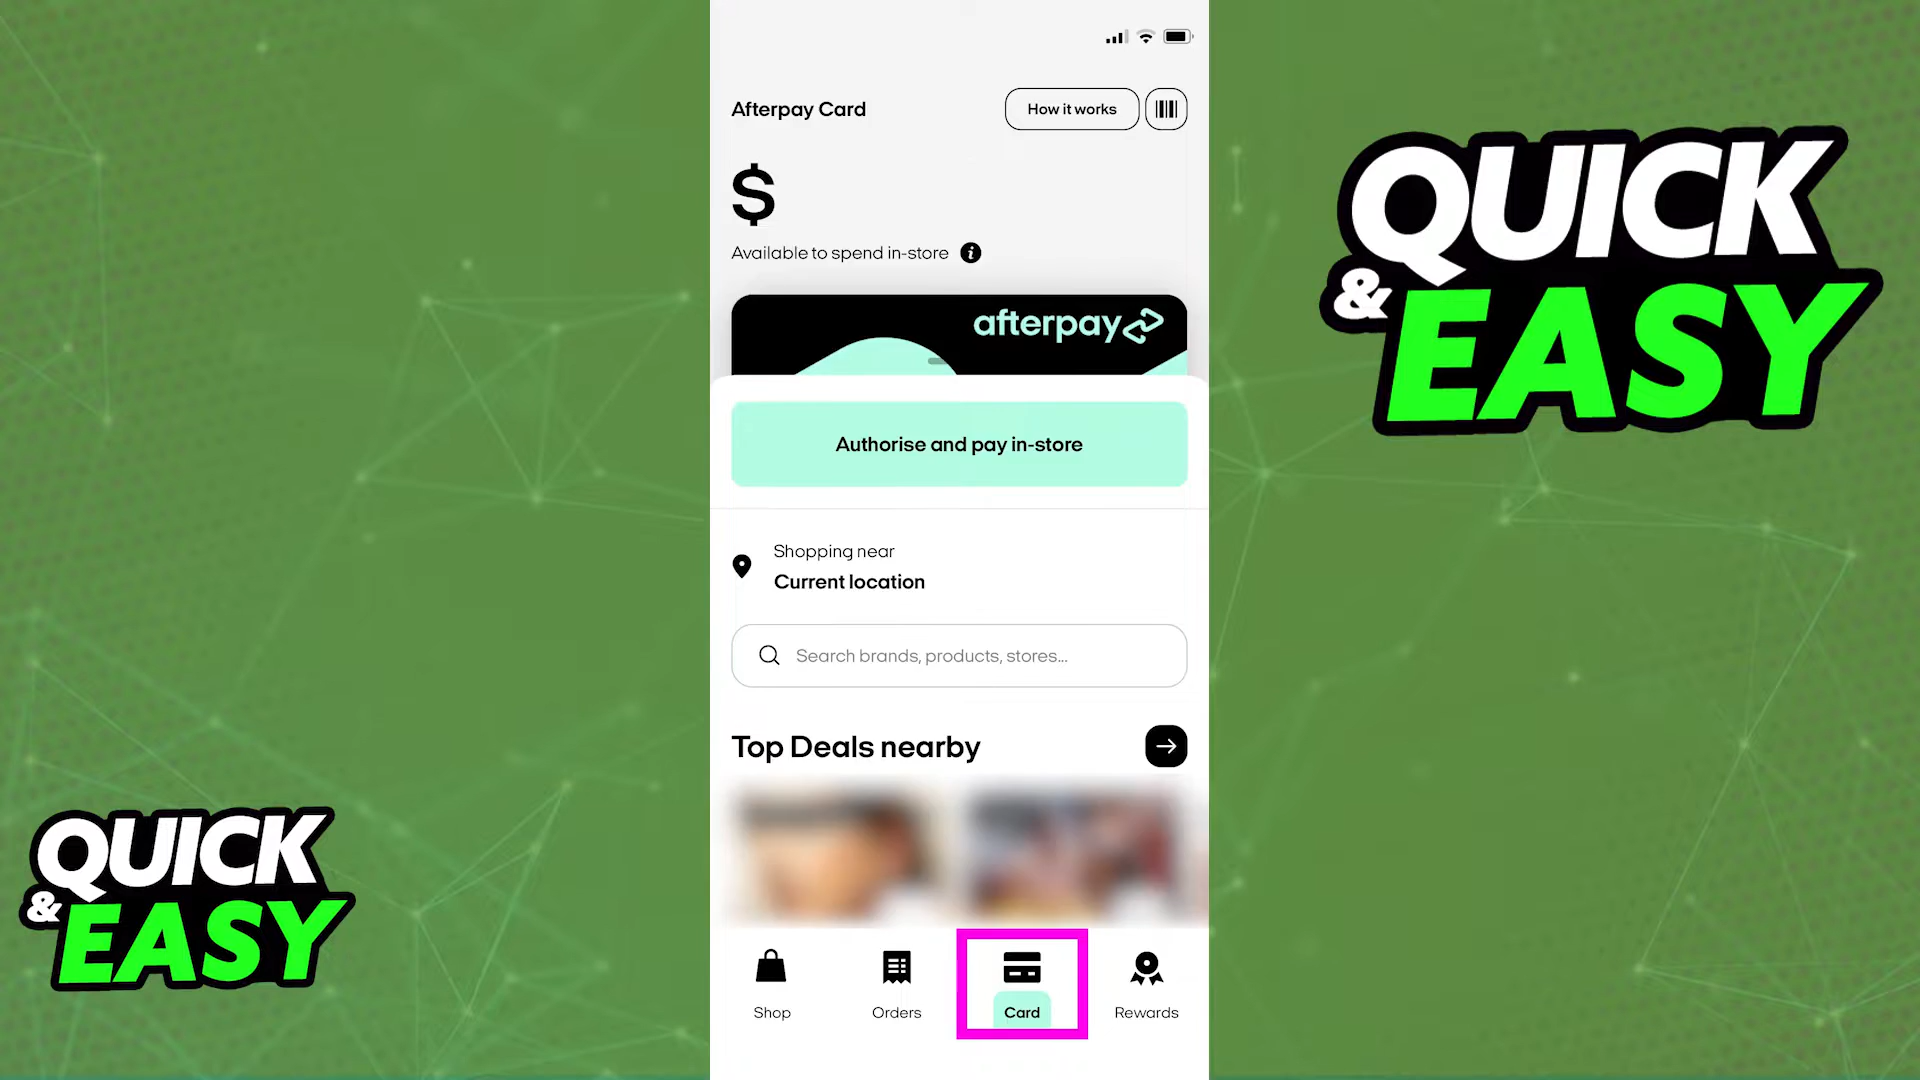 Afterpay Card
How it works
$
Available to spend in-store
afterpay
Authorise and pay in-store
Shopping near
Current location
Search brands, products, stores...
Top Deals nearby
Shop
Orders
Card
Rewards
QUICK
& EASY
QUICK
& EASY